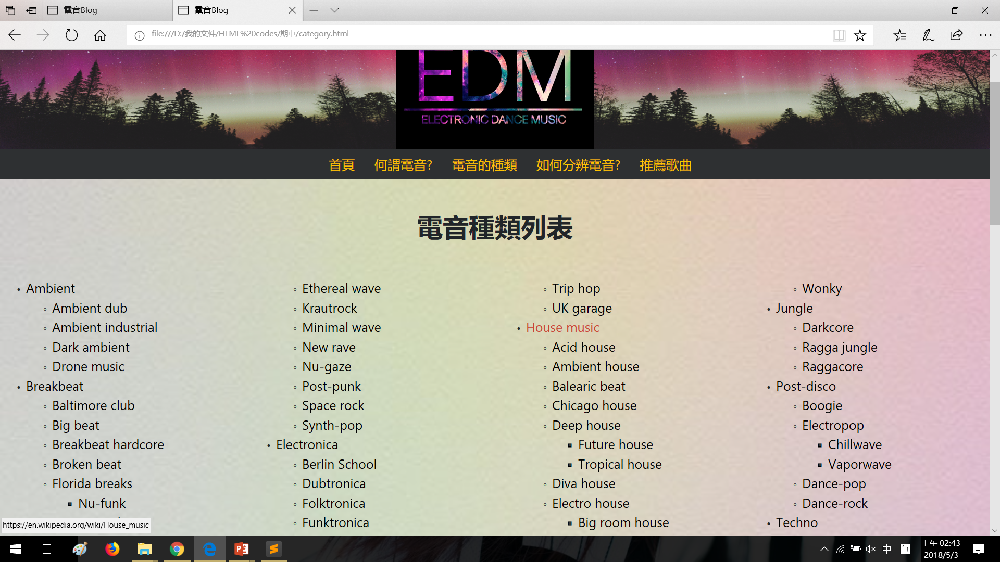 電音Blog
電音Blog
file:///D:/我的文件/HTML%20codes/期中/category.html
EDM
ELECTRONIC DANCE MUSIC
首頁 何謂電音? 電音的種類 如何分辨電音? 推薦歌曲
電音種類列表
Ambient
Ambient dub
Ambient industrial
Dark ambient
Drone music
Breakbeat
Baltimore club
Big beat
Breakbeat hardcore
Broken beat
Florida breaks
Nu-funk
Ethereal wave
Krautrock
Minimal wave
New rave
Nu-gaze
Post-punk
Space rock
Synth-pop
Electronica
Berlin School
Dubtronica
Folktronica
Funktronica
Trip hop
UK garage
House music
Acid house
Ambient house
Balearic beat
Chicago house
Deep house
Future house
Tropical house
Diva house
Electro house
Big room house
Wonky
Jungle
Darkcore
Ragga jungle
Raggacore
Post-disco
Boogie
Electropop
Chillwave
Vaporwave
Dance-pop
Dance-rock
Techno
https://en.wikipedia.org/wiki/House_music
中
上午 02:43
2018/5/3